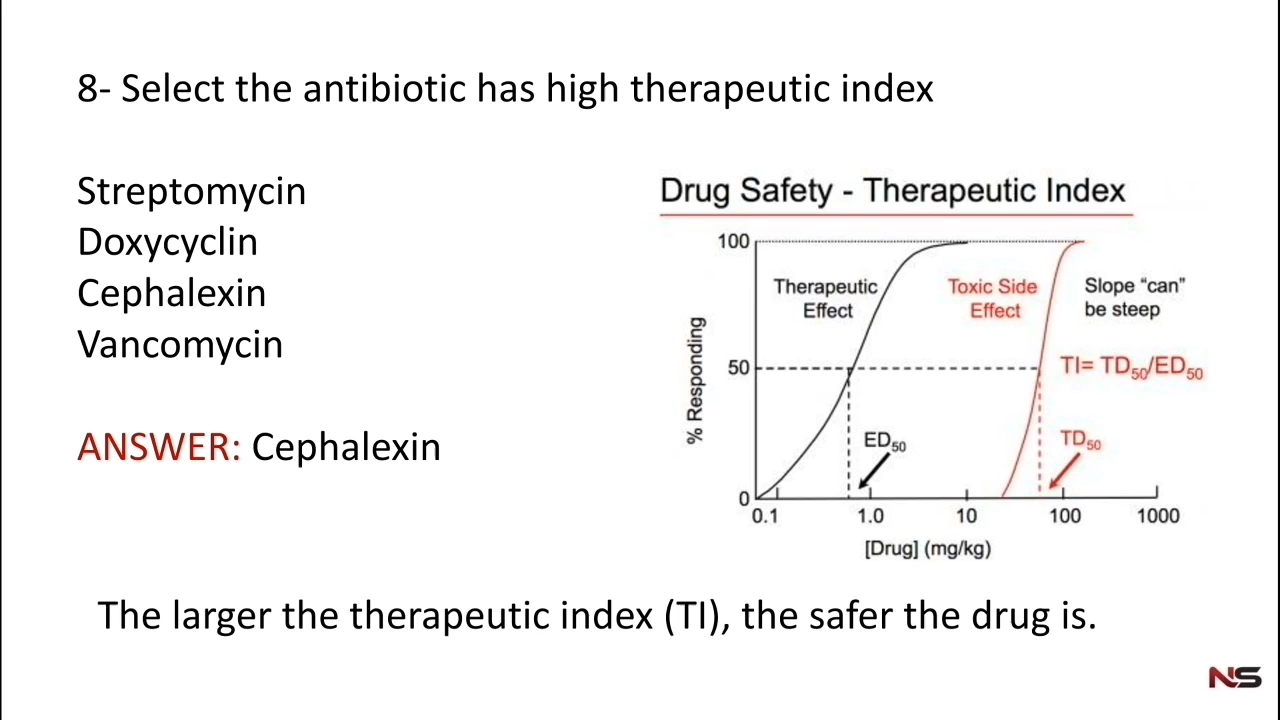 8- Select the antibiotic has high therapeutic index
Streptomycin
Doxycyclin
Cephalexin
Vancomycin
ANSWER: Cephalexin
Drug Safety - Therapeutic Index
100
Therapeutic
Effect
Toxic Side
Effect
Slope “can”
be steep
% Responding
50
TI= TD50/ED50
ED50
TD50
0
0.1
1.0
10
100
1000
[Drug] (mg/kg)
The larger the therapeutic index (TI), the safer the drug is.
NS